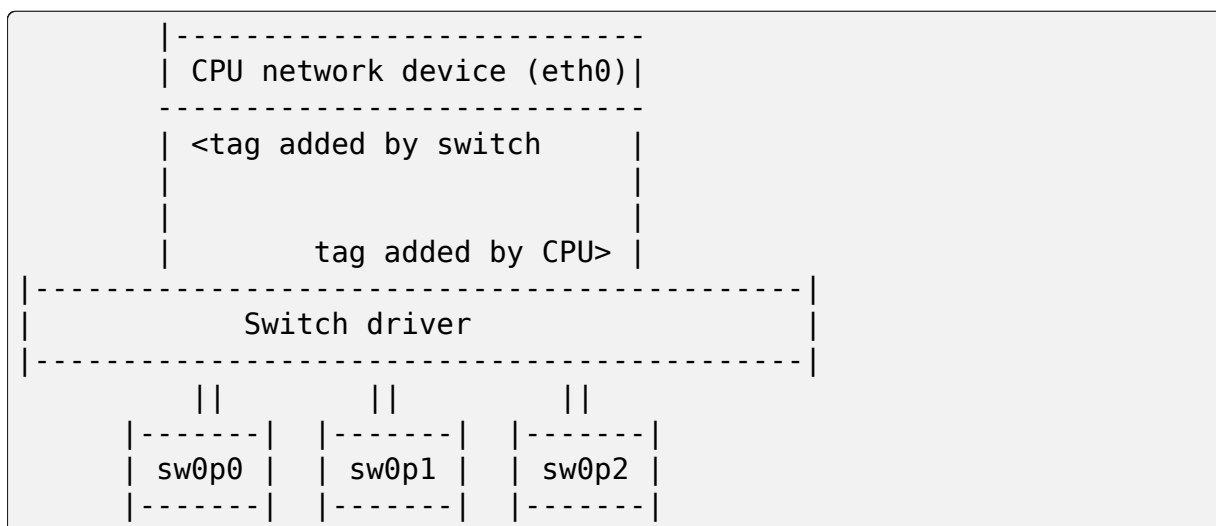 |---------------------------
| CPU network device (eth0)|
----------------------------
| <tag added by switch     |
|                          |
|                          |
|        tag added by CPU> |
|--------------------------------------------|
|            Switch driver                   |
|--------------------------------------------|
||        ||         ||
|-------|  |-------|  |-------|
| sw0p0 |  | sw0p1 |  | sw0p2 |
|-------|  |-------|  |-------|